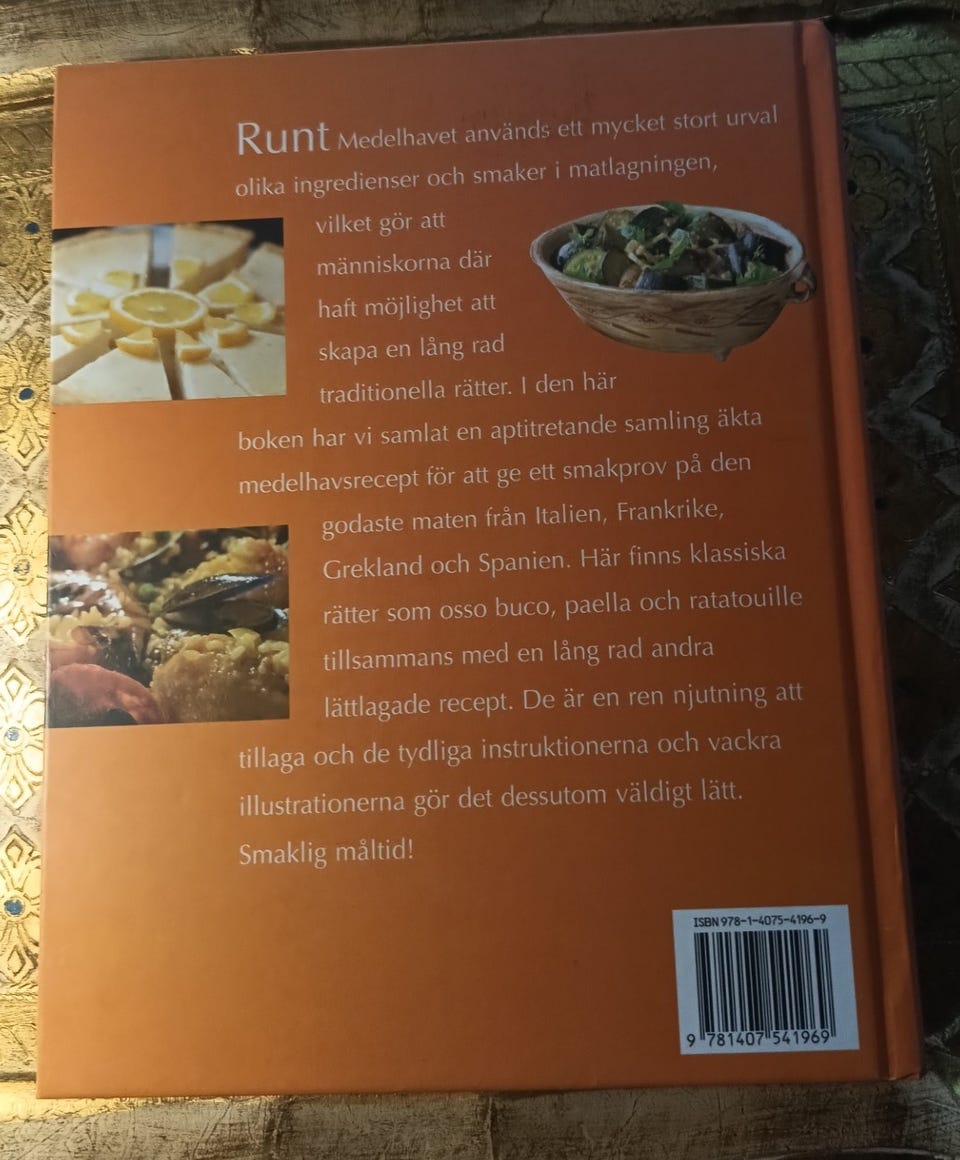 Runt Medelhavet används ett mycket stort urval
olika ingredienser och smaker i matlagningen,
vilket gör att
människorna där
haft möjlighet att
skapa en lång rad
traditionella rätter. I den här
boken har vi samlat en aptitretande samling äkta
medelhavsrecept för att ge ett smakprov på den
godaste maten från Italien, Frankrike,
Grekland och Spanien. Här finns klassiska
rätter som osso buco, paella och ratatouille
tillsammans med en lång rad andra
lättlagade recept. De är en ren njutning att
tillaga och de tydliga instruktionerna och vackra
illustrationerna gör det dessutom väldigt lätt.
Smaklig måltid!
ISBN 978-1-4075-4196-9
9 781407 541969